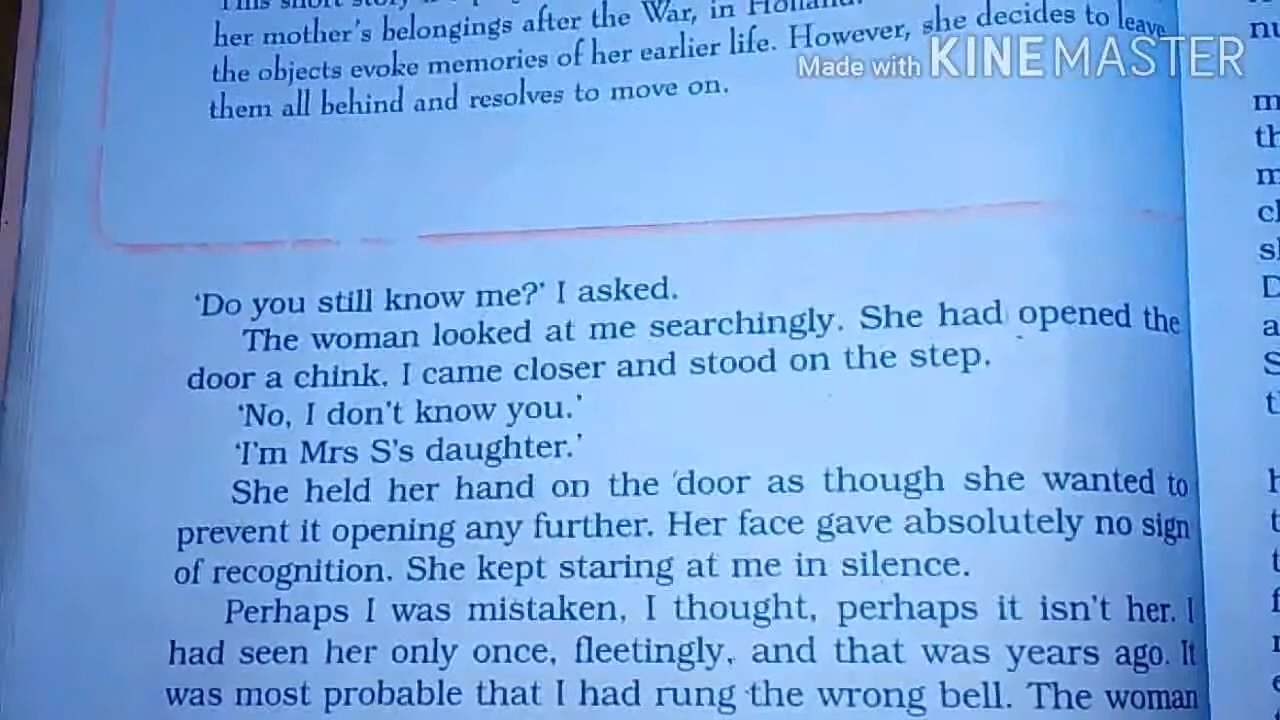 her mother's belongings after the War, in
the objects evoke memories of her earlier life. However, she decides to leave
them all behind and resolves to move on.
Made with KINEMASTER
'Do you still know me?' I asked.
The woman looked at me searchingly. She had opened the
door a chink. I came closer and stood on the step.
'No, I don't know you.'
'I'm Mrs S's daughter.'
She held her hand on the door as though she wanted to
prevent it opening any further. Her face gave absolutely no sign
of recognition. She kept staring at me in silence.
Perhaps I was mistaken, I thought, perhaps it isn't her. I
had seen her only once, fleetingly, and that was years ago. It
was most probable that I had rung the wrong bell. The woman